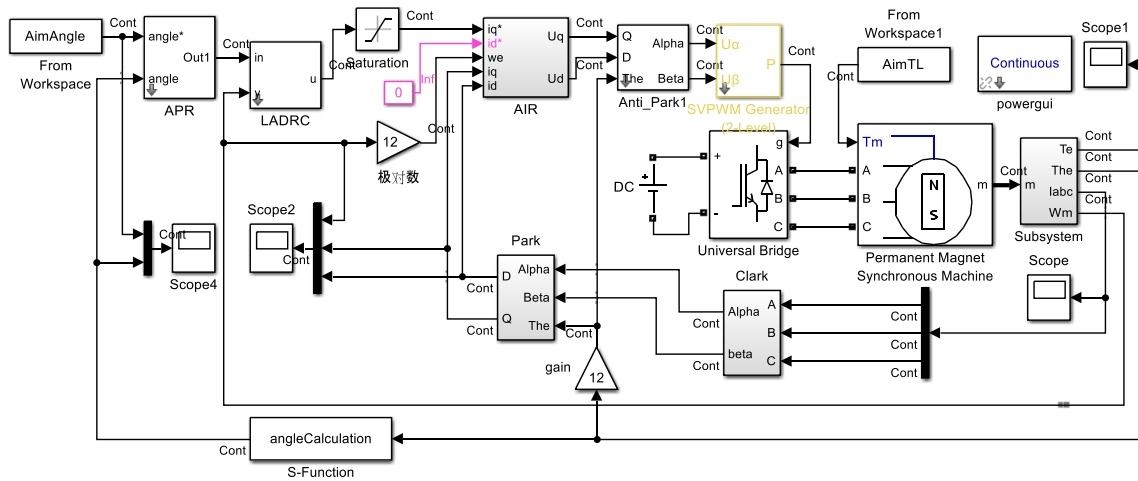 AimAngle
Cont
From
Workspace
angle*
angle
Out1
APR
Cont
in
y
u
LADRC
Cont
Saturation
Cont
0
Inf
iq*
id*
we
iq
id
Uq
Ud
AIR
Cont
Cont
Q
D
The
Alpha
Beta
Anti_Park1
Cont
Cont
Uα
Uβ
P
SVPWM Generator
(2-Level)
Cont
From
Workspace1
AimTL
Cont
Continuous
powergui
Scope1
12
Cont
极对数
DC
+
+
-
g
A
B
C
Universal Bridge
Tm
A
B
C
N
S
m
Permanent Magnet
Synchronous Machine
Cont
m
Te
The
Iabc
Wm
Subsystem
Cont
Cont
Cont
Cont
Cont
Scope4
Scope2
Cont
Park
D
Q
Alpha
Beta
The
Cont
Cont
Clark
Alpha
beta
A
B
C
Cont
Cont
Cont
Cont
Cont
Scope
gain
12
angleCalculation
Cont
Cont
S-Function